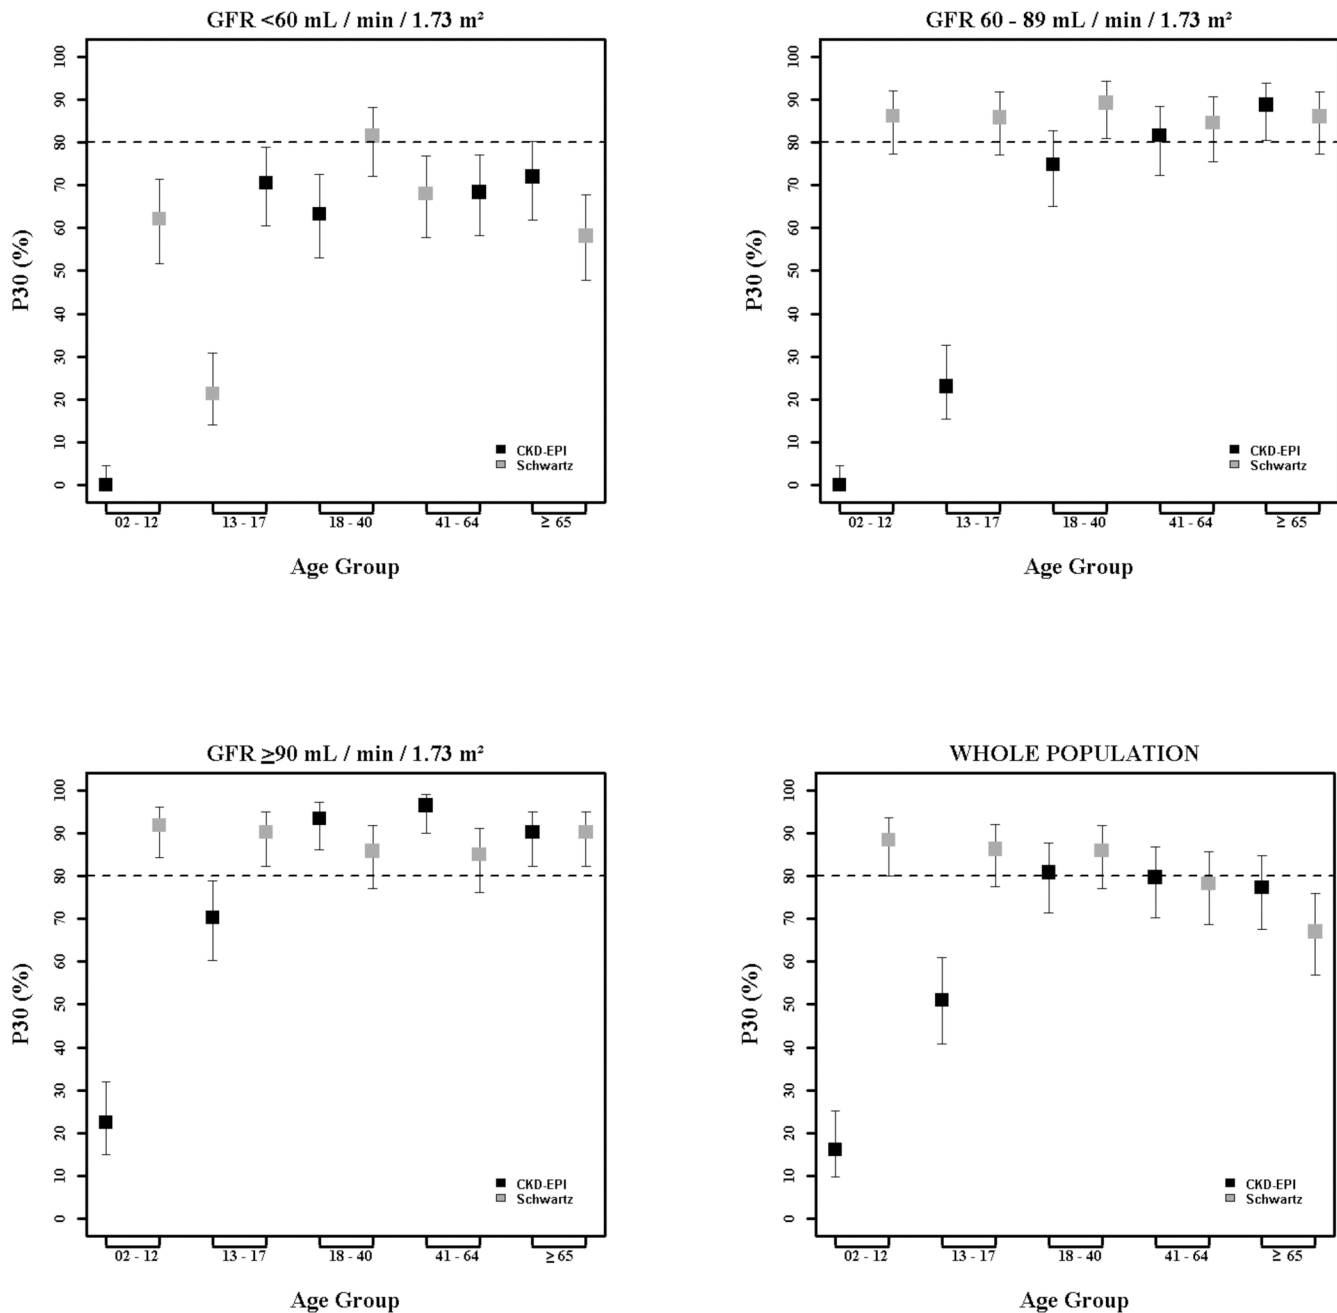 GFR <60 mL / min / 1.73 m²
P30 (%)
100
90
80
70
60
50
40
30
20
10
0
CKD-EPI
Schwartz
02 - 12
13 - 17
18 - 40
41 - 64
≥ 65
Age Group
GFR 60 - 89 mL / min / 1.73 m²
P30 (%)
100
90
80
70
60
50
40
30
20
10
0
CKD-EPI
Schwartz
02 - 12
13 - 17
18 - 40
41 - 64
≥ 65
Age Group
GFR ≥90 mL / min / 1.73 m²
P30 (%)
100
90
80
70
60
50
40
30
20
10
0
CKD-EPI
Schwartz
02 - 12
13 - 17
18 - 40
41 - 64
≥ 65
Age Group
WHOLE POPULATION
P30 (%)
100
90
80
70
60
50
40
30
20
10
0
CKD-EPI
Schwartz
02 - 12
13 - 17
18 - 40
41 - 64
≥ 65
Age Group